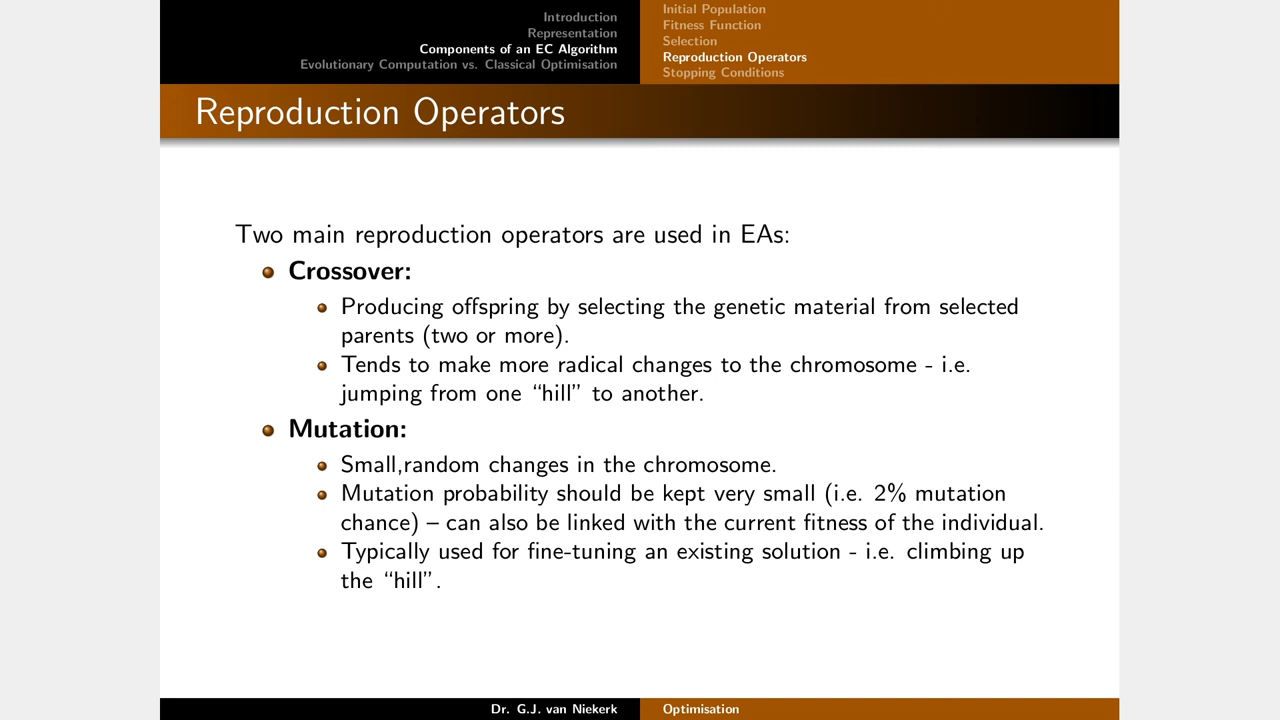 Introduction
Representation
Components of an EC Algorithm
Evolutionary Computation vs. Classical Optimisation
Initial Population
Fitness Function
Selection
Reproduction Operators
Stopping Conditions
Reproduction Operators
Two main reproduction operators are used in EAs:
Crossover:
Producing offspring by selecting the genetic material from selected
parents (two or more).
Tends to make more radical changes to the chromosome - i.e.
jumping from one “hill” to another.
Mutation:
Small,random changes in the chromosome.
Mutation probability should be kept very small (i.e. 2% mutation
chance) – can also be linked with the current fitness of the individual.
Typically used for fine-tuning an existing solution - i.e. climbing up
the “hill”.
Dr. G.J. van Niekerk
Optimisation